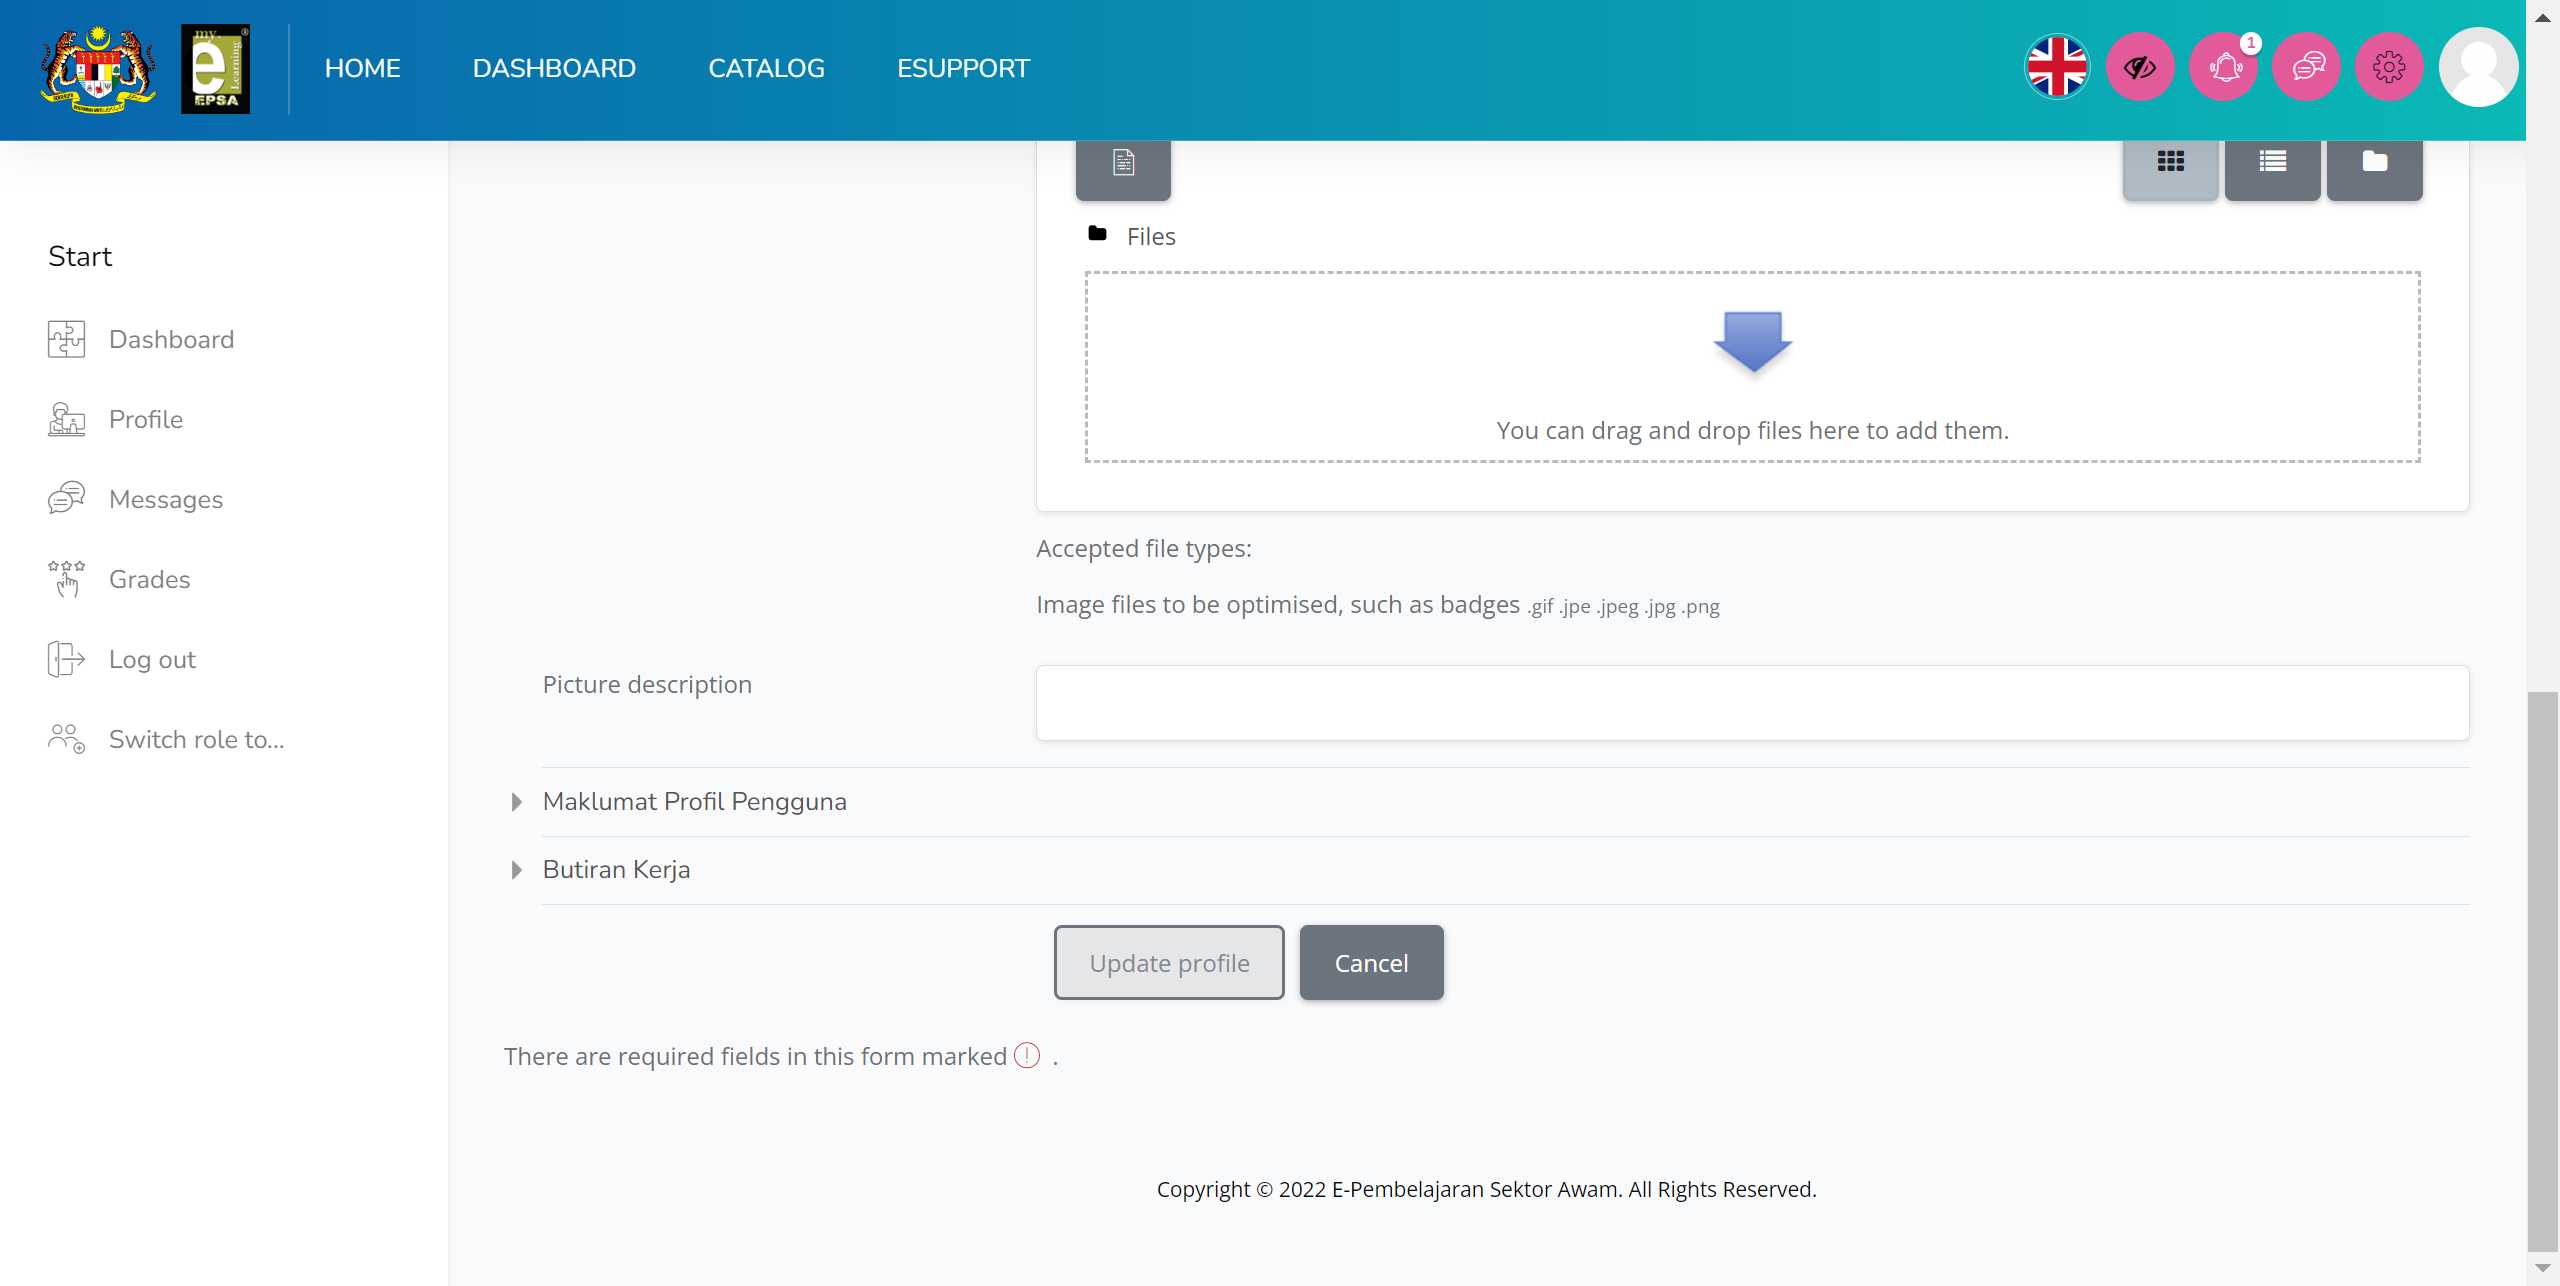 my
e
Learning
EPSA
HOME
DASHBOARD
CATALOG
ESUPPORT
1
Start
Dashboard
Profile
Messages
Grades
Log out
Switch role to...
Files
You can drag and drop files here to add them.
Accepted file types:
Image files to be optimised, such as badges .gif .jpe .jpeg .jpg .png
Picture description
Maklumat Profil Pengguna
Butiran Kerja
Update profile
Cancel
There are required fields in this form marked .
Copyright © 2022 E-Pembelajaran Sektor Awam. All Rights Reserved.